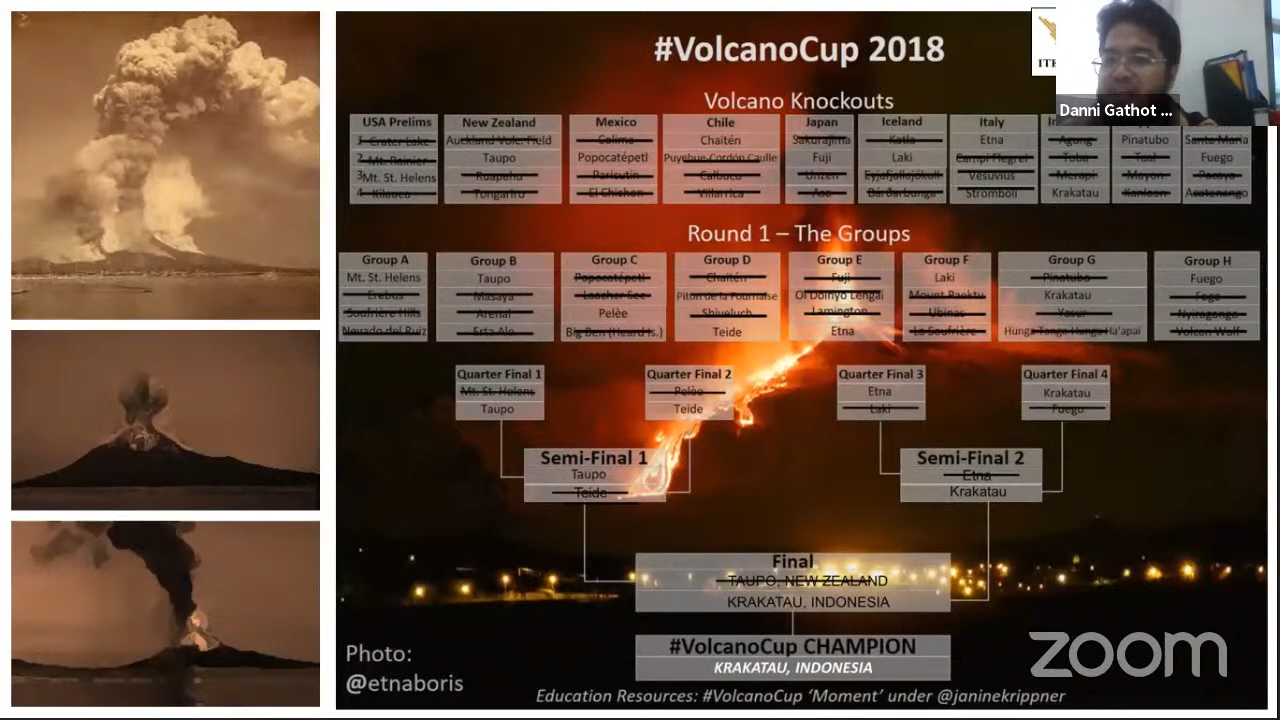 #VolcanoCup 2018
Danni Gathot ...
Volcano Knockouts
USA Prelims
1 Crater Lake
2 Mt. Rainier
3 Mt. St. Helens
4 Kilauea
New Zealand
Auckland Volc. Field
Taupo
Ruapehu
Tongariro
Mexico
Colima
Popocatépetl
Paricutin
El Chichon
Chile
Chaitén
Puyehue-Cordón Caulle
Calbuco
Villarrica
Japan
Sakurajima
Fuji
Unzen
Aso
Iceland
Katla
Laki
Eyjafjallajökull
Bárðarbunga
Italy
Etna
Campi Flegrei
Vesuvius
Stromboli
Agung
Toba
Merapi
Krakatau
Pinatubo
Taal
Mayon
Kanlaon
Santa Maria
Fuego
Pacaya
Round 1 – The Groups
Group A
Mt. St. Helens
Erebus
Soufrière Hills
Nevado del Ruiz
Group B
Taupo
Masaya
Arenal
Erta Ale
Group C
Popocatépetl
Laacher See
Pelèe
Big Ben (Heard Is.)
Group D
Chaitén
Piton de la Fournaise
Shiveluch
Teide
Group E
Fuji
Ol Doinyo Lengai
Lamington
Etna
Group F
Laki
Mount Paektu
Ubinas
La Soufrière
Group G
Pinatubo
Krakatau
Yasur
Hunga Tonga Hunga Ha'apai
Group H
Fuego
Fogo
Nyiragongo
Volcan Wolf
Quarter Final 1
Mt. St. Helens
Taupo
Quarter Final 2
Pelèe
Teide
Quarter Final 3
Etna
Laki
Quarter Final 4
Krakatau
Fuego
Semi-Final 1
Taupo
Teide
Semi-Final 2
Etna
Krakatau
Final
TAUPO, NEW ZEALAND
KRAKATAU, INDONESIA
#VolcanoCup CHAMPION
KRAKATAU, INDONESIA
Photo:
@etnaboris
Education Resources: #VolcanoCup 'Moment' under @janinekrippner
zoom